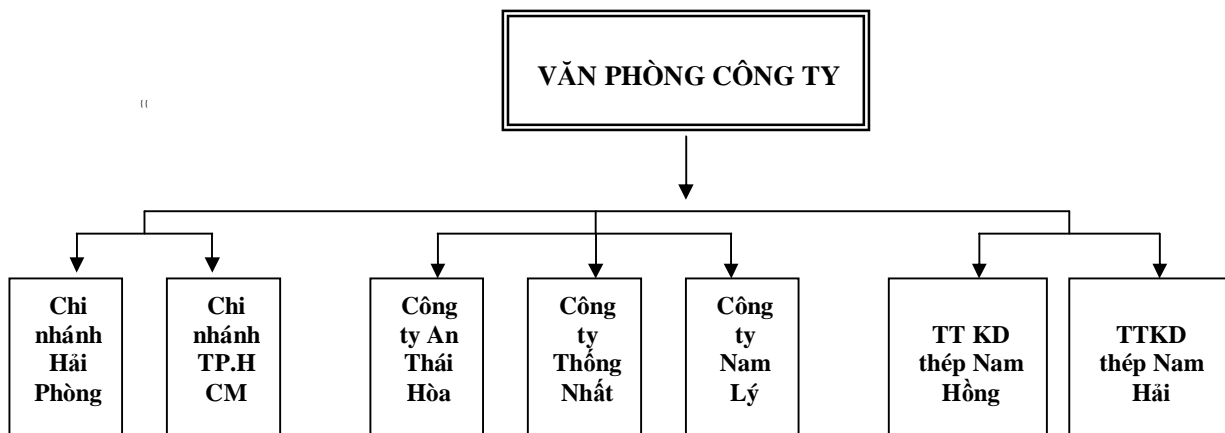 VĂN PHÒNG CÔNG TY
Chi
nhánh
Hải
Phòng
Chi
nhánh
TP.H
CM
Công
ty An
Thái
Hòa
Công
ty
Thống
Nhất
Công
ty
Nam
Lý
TT KD
thép Nam
Hồng
TTKD
thép Nam
Hải